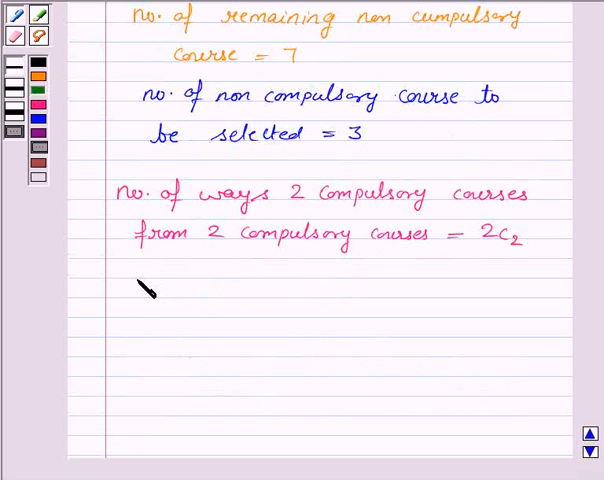 no. of remaining non cumpulsory
course = 7
no. of non compulsory course to
be selected = 3
no. of ways 2 compulsory courses
from 2 compulsory courses = 2c₂